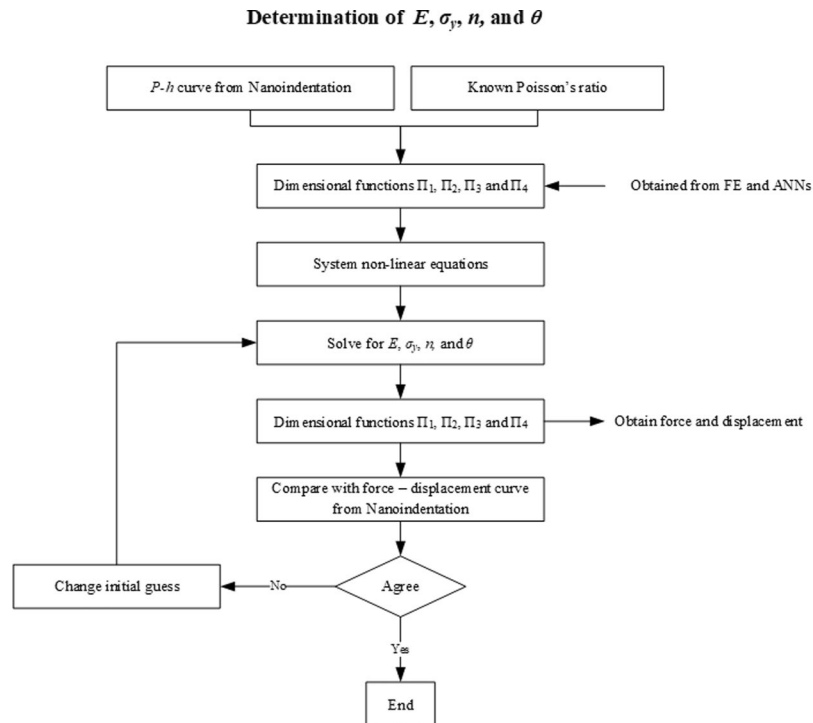 Determination of E, σy, n, and θ
P-h curve from Nanoindentation
Known Poisson's ratio
Dimensional functions Π1, Π2, Π3 and Π4
Obtained from FE and ANNs
System non-linear equations
Solve for E, σy, n, and θ
Dimensional functions Π1, Π2, Π3 and Π4
Obtain force and displacement
Compare with force – displacement curve
from Nanoindentation
Change initial guess
No
Agree
Yes
End